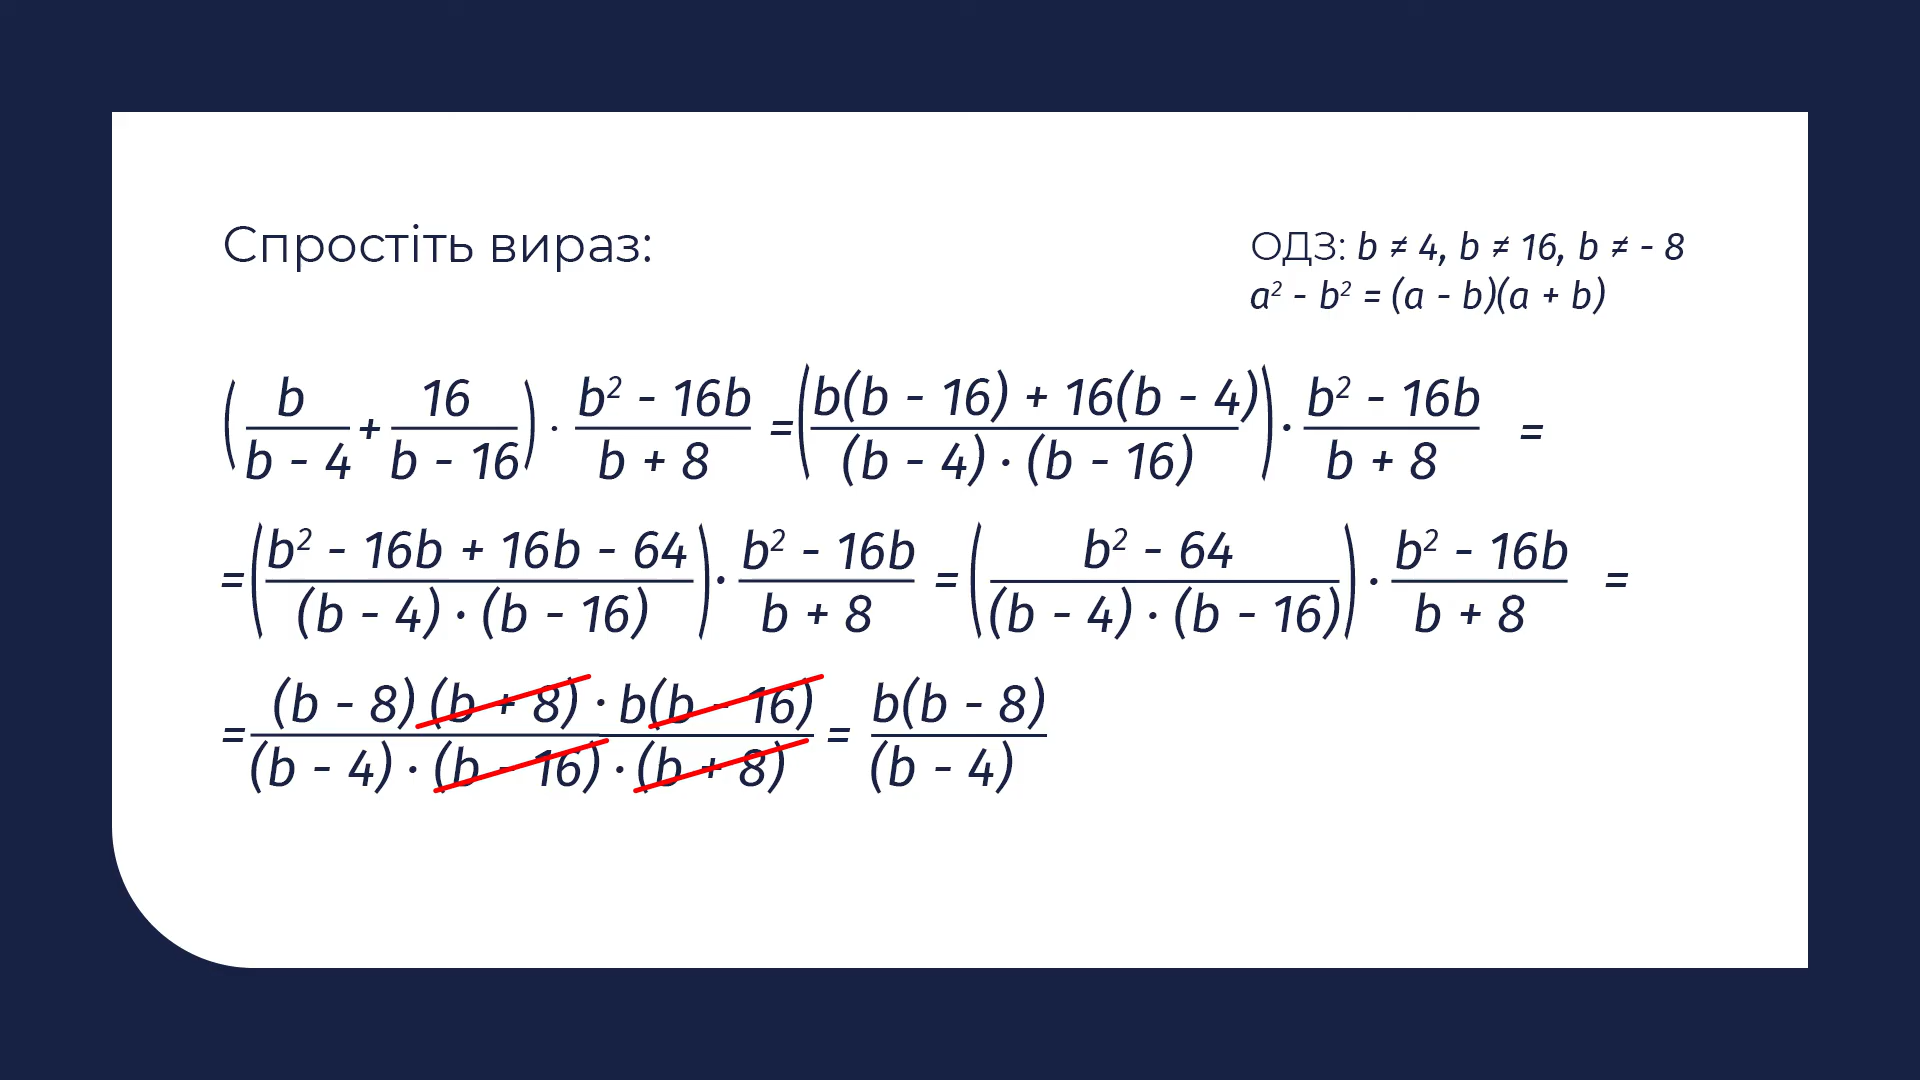 Спростіть вираз:
ОДЗ: b ≠ 4, b ≠ 16, b ≠ - 8
a² - b² = (a - b)(a + b)
(b/(b - 4) + 16/(b - 16)) · (b² - 16b)/(b + 8) = ((b(b - 16) + 16(b - 4))/((b - 4) · (b - 16))) · (b² - 16b)/(b + 8) =
= ((b² - 16b + 16b - 64)/((b - 4) · (b - 16))) · (b² - 16b)/(b + 8) = ((b² - 64)/((b - 4) · (b - 16))) · (b² - 16b)/(b + 8) =
= ((b - 8)(b + 8) · b(b - 16))/((b - 4) · (b - 16) · (b + 8)) = b(b - 8)/(b - 4)